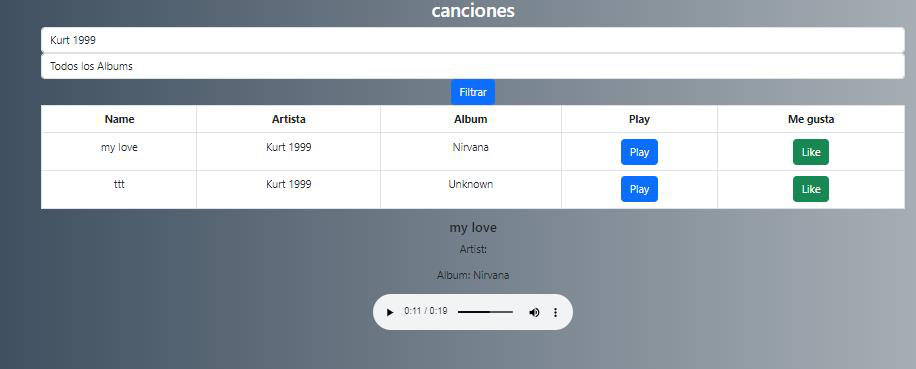 canciones
Kurt 1999
Todos los Albums
Filtrar
Name Artista Album Play Me gusta
my love Kurt 1999 Nirvana Play Like
ttt Kurt 1999 Unknown Play Like
my love
Artist:
Album: Nirvana
0:11 / 0:19